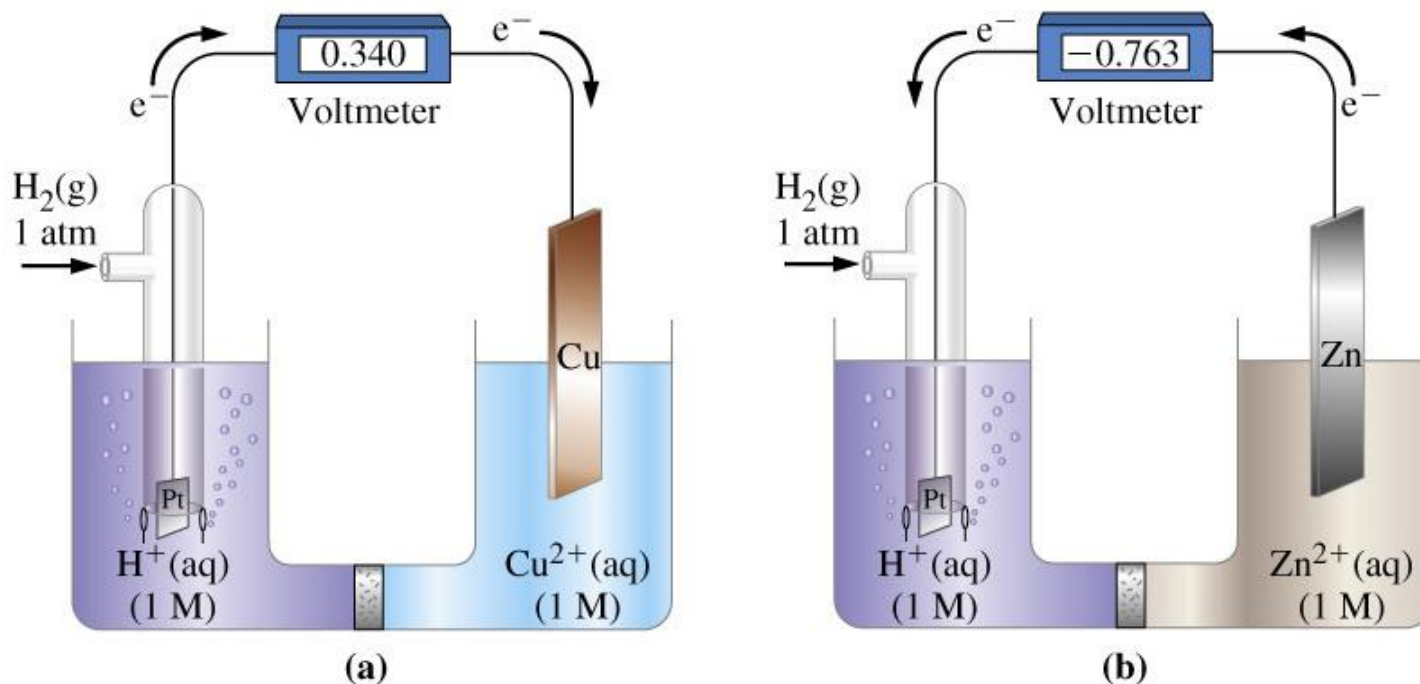 e⁻
0.340
e⁻
Voltmeter
H₂(g)
1 atm
Cu
Pt
H⁺(aq)
(1 M)
Cu²⁺(aq)
(1 M)
(a)
e⁻
−0.763
e⁻
Voltmeter
H₂(g)
1 atm
Zn
Pt
H⁺(aq)
(1 M)
Zn²⁺(aq)
(1 M)
(b)